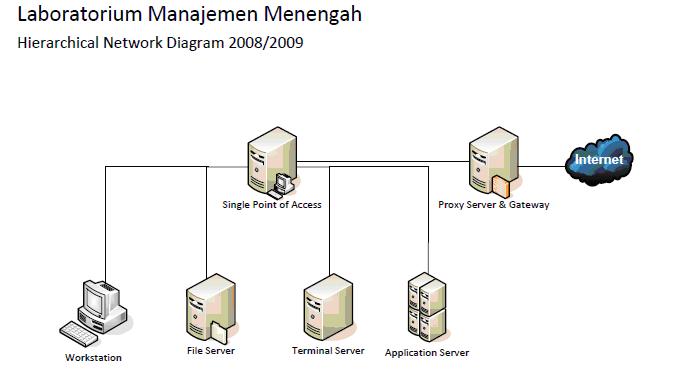 Laboratorium Manajemen Menengah
Hierarchical Network Diagram 2008/2009
Internet
Single Point of Access
Proxy Server & Gateway
Workstation
File Server
Terminal Server
Application Server